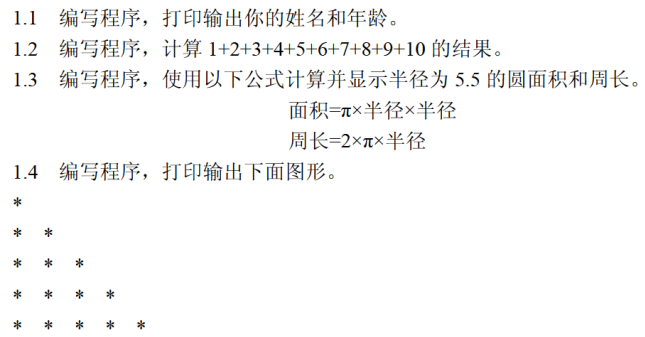 1.1 编写程序，打印输出你的姓名和年龄。
1.2 编写程序，计算 1+2+3+4+5+6+7+8+9+10 的结果。
1.3 编写程序，使用以下公式计算并显示半径为 5.5 的圆面积和周长。
面积=π×半径×半径
周长=2×π×半径
1.4 编写程序，打印输出下面图形。
*
* *
* * *
* * * *
* * * * *